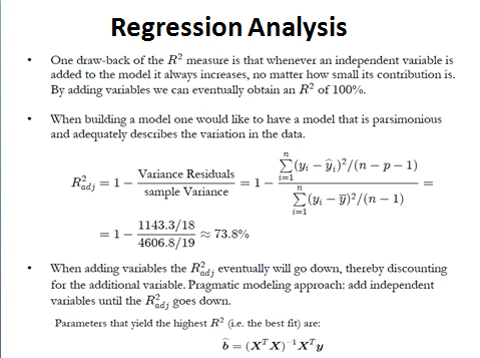 Regression Analysis
• One draw-back of the R² measure is that whenever an independent variable is
added to the model it always increases, no matter how small its contribution is.
By adding variables we can eventually obtain an R² of 100%.
• When building a model one would like to have a model that is parsimonious
and adequately describes the variation in the data.
R²adj = 1 − Variance Residuals / sample Variance = 1 − ∑ⁿᵢ₌₁(yᵢ − ŷᵢ)²/(n − p − 1) / ∑ⁿᵢ₌₁(yᵢ − ȳ)²/(n − 1) =
= 1 − 1143.3/18 / 4606.8/19 ≈ 73.8%
• When adding variables the R²adj eventually will go down, thereby discounting
for the additional variable. Pragmatic modeling approach: add independent
variables until the R²adj goes down.
Parameters that yield the highest R² (i.e. the best fit) are:
b̂ = (XᵀX)⁻¹Xᵀy